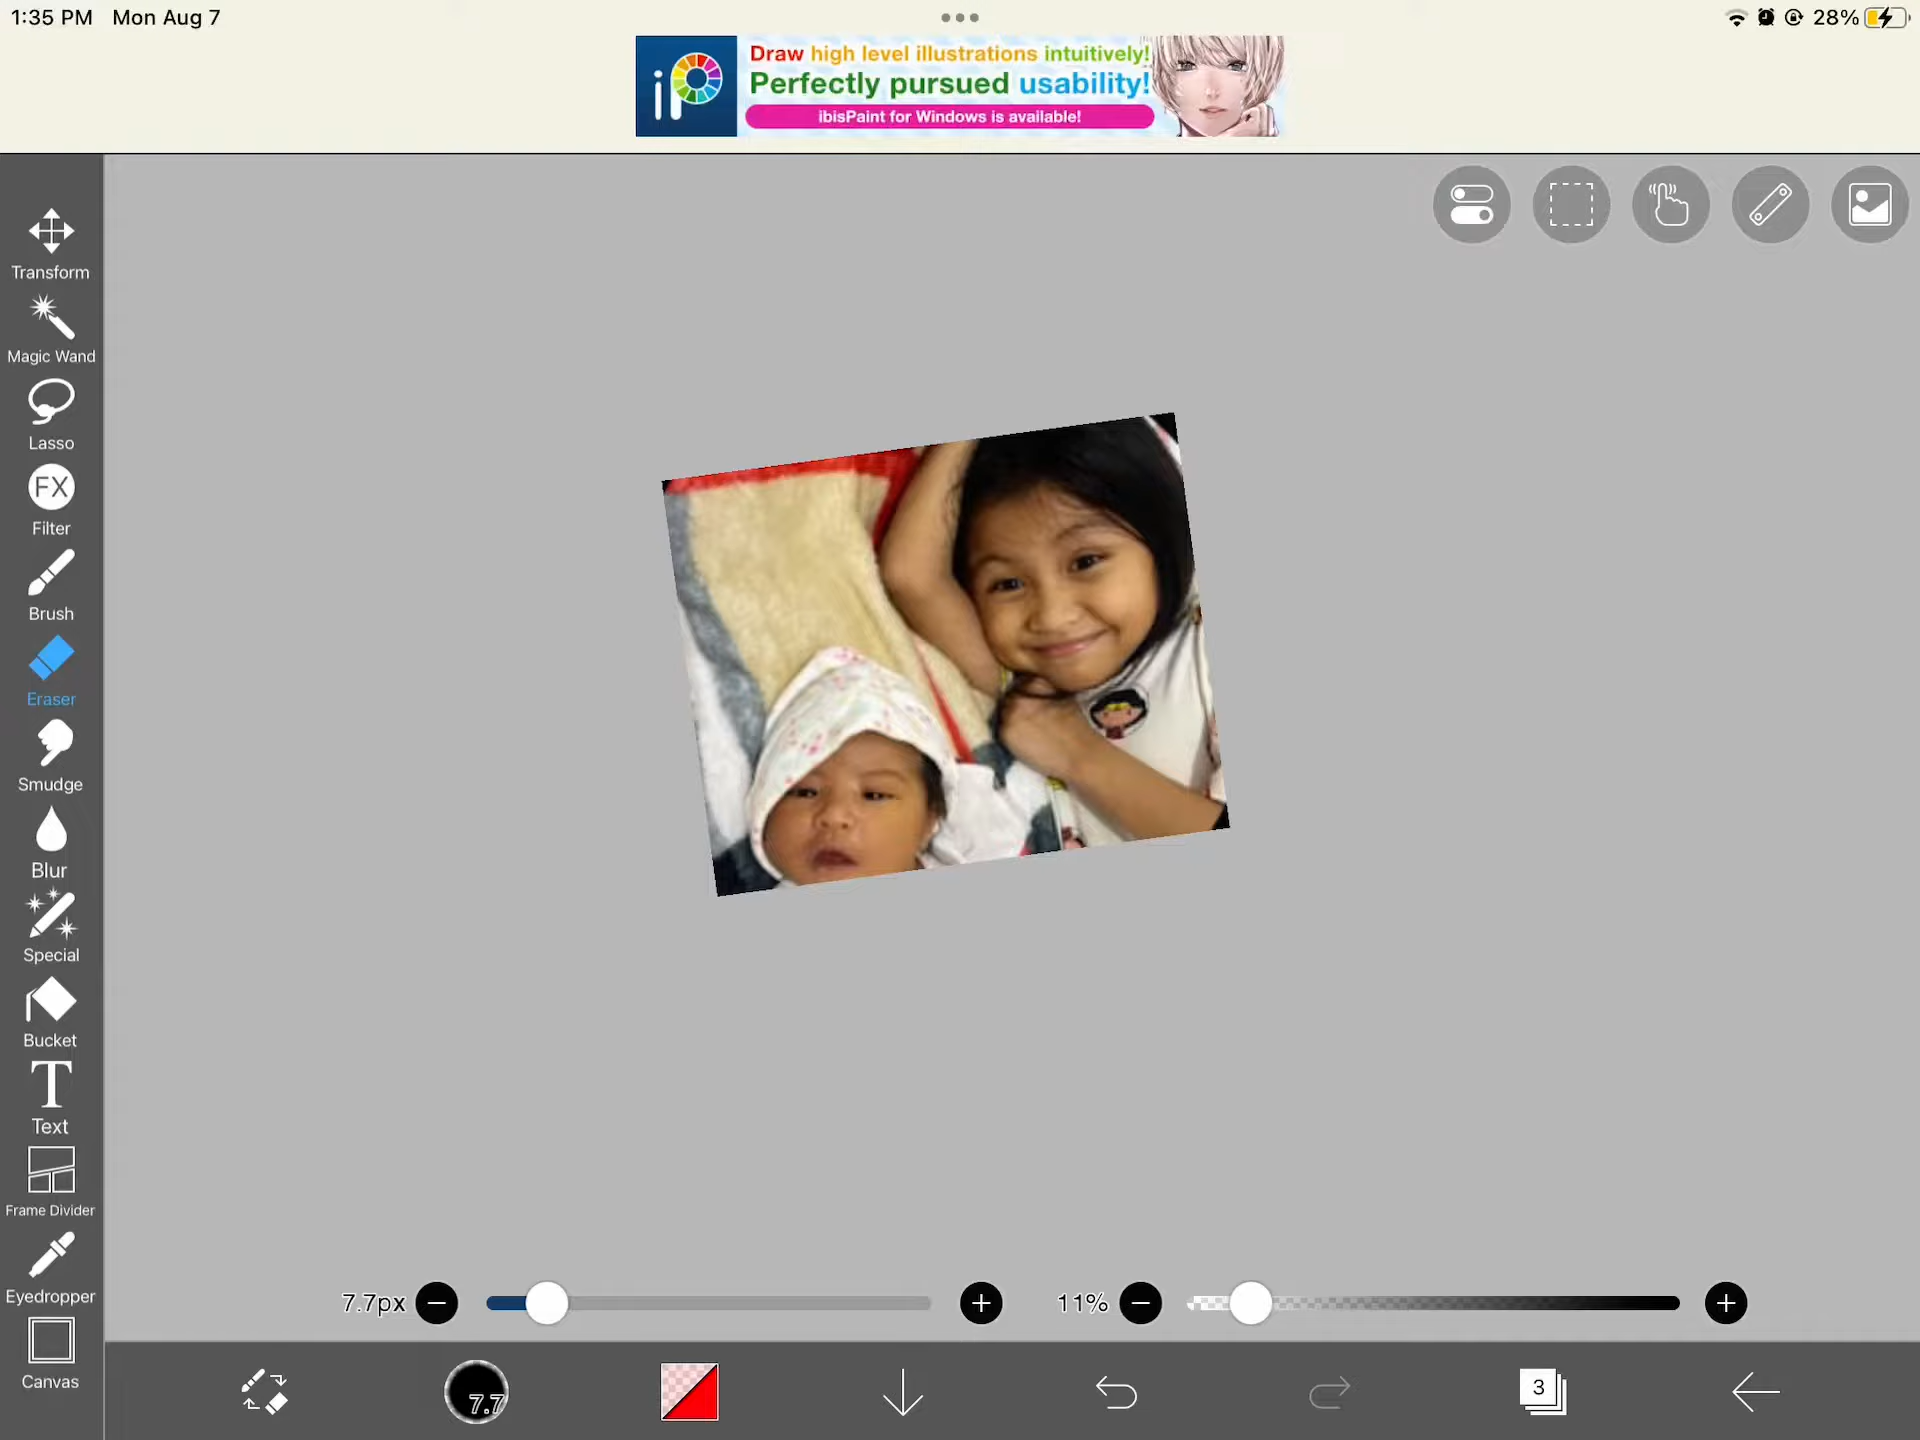 1:35 PM Mon Aug 7
28%
iP
Draw high level illustrations intuitively!
Perfectly pursued usability!
ibisPaint for Windows is available!
Transform
Magic Wand
Lasso
FX
Filter
Brush
Eraser
Smudge
Blur
Special
Bucket
T
Text
Frame Divider
Eyedropper
Canvas
7.7px
11%
7.7
3